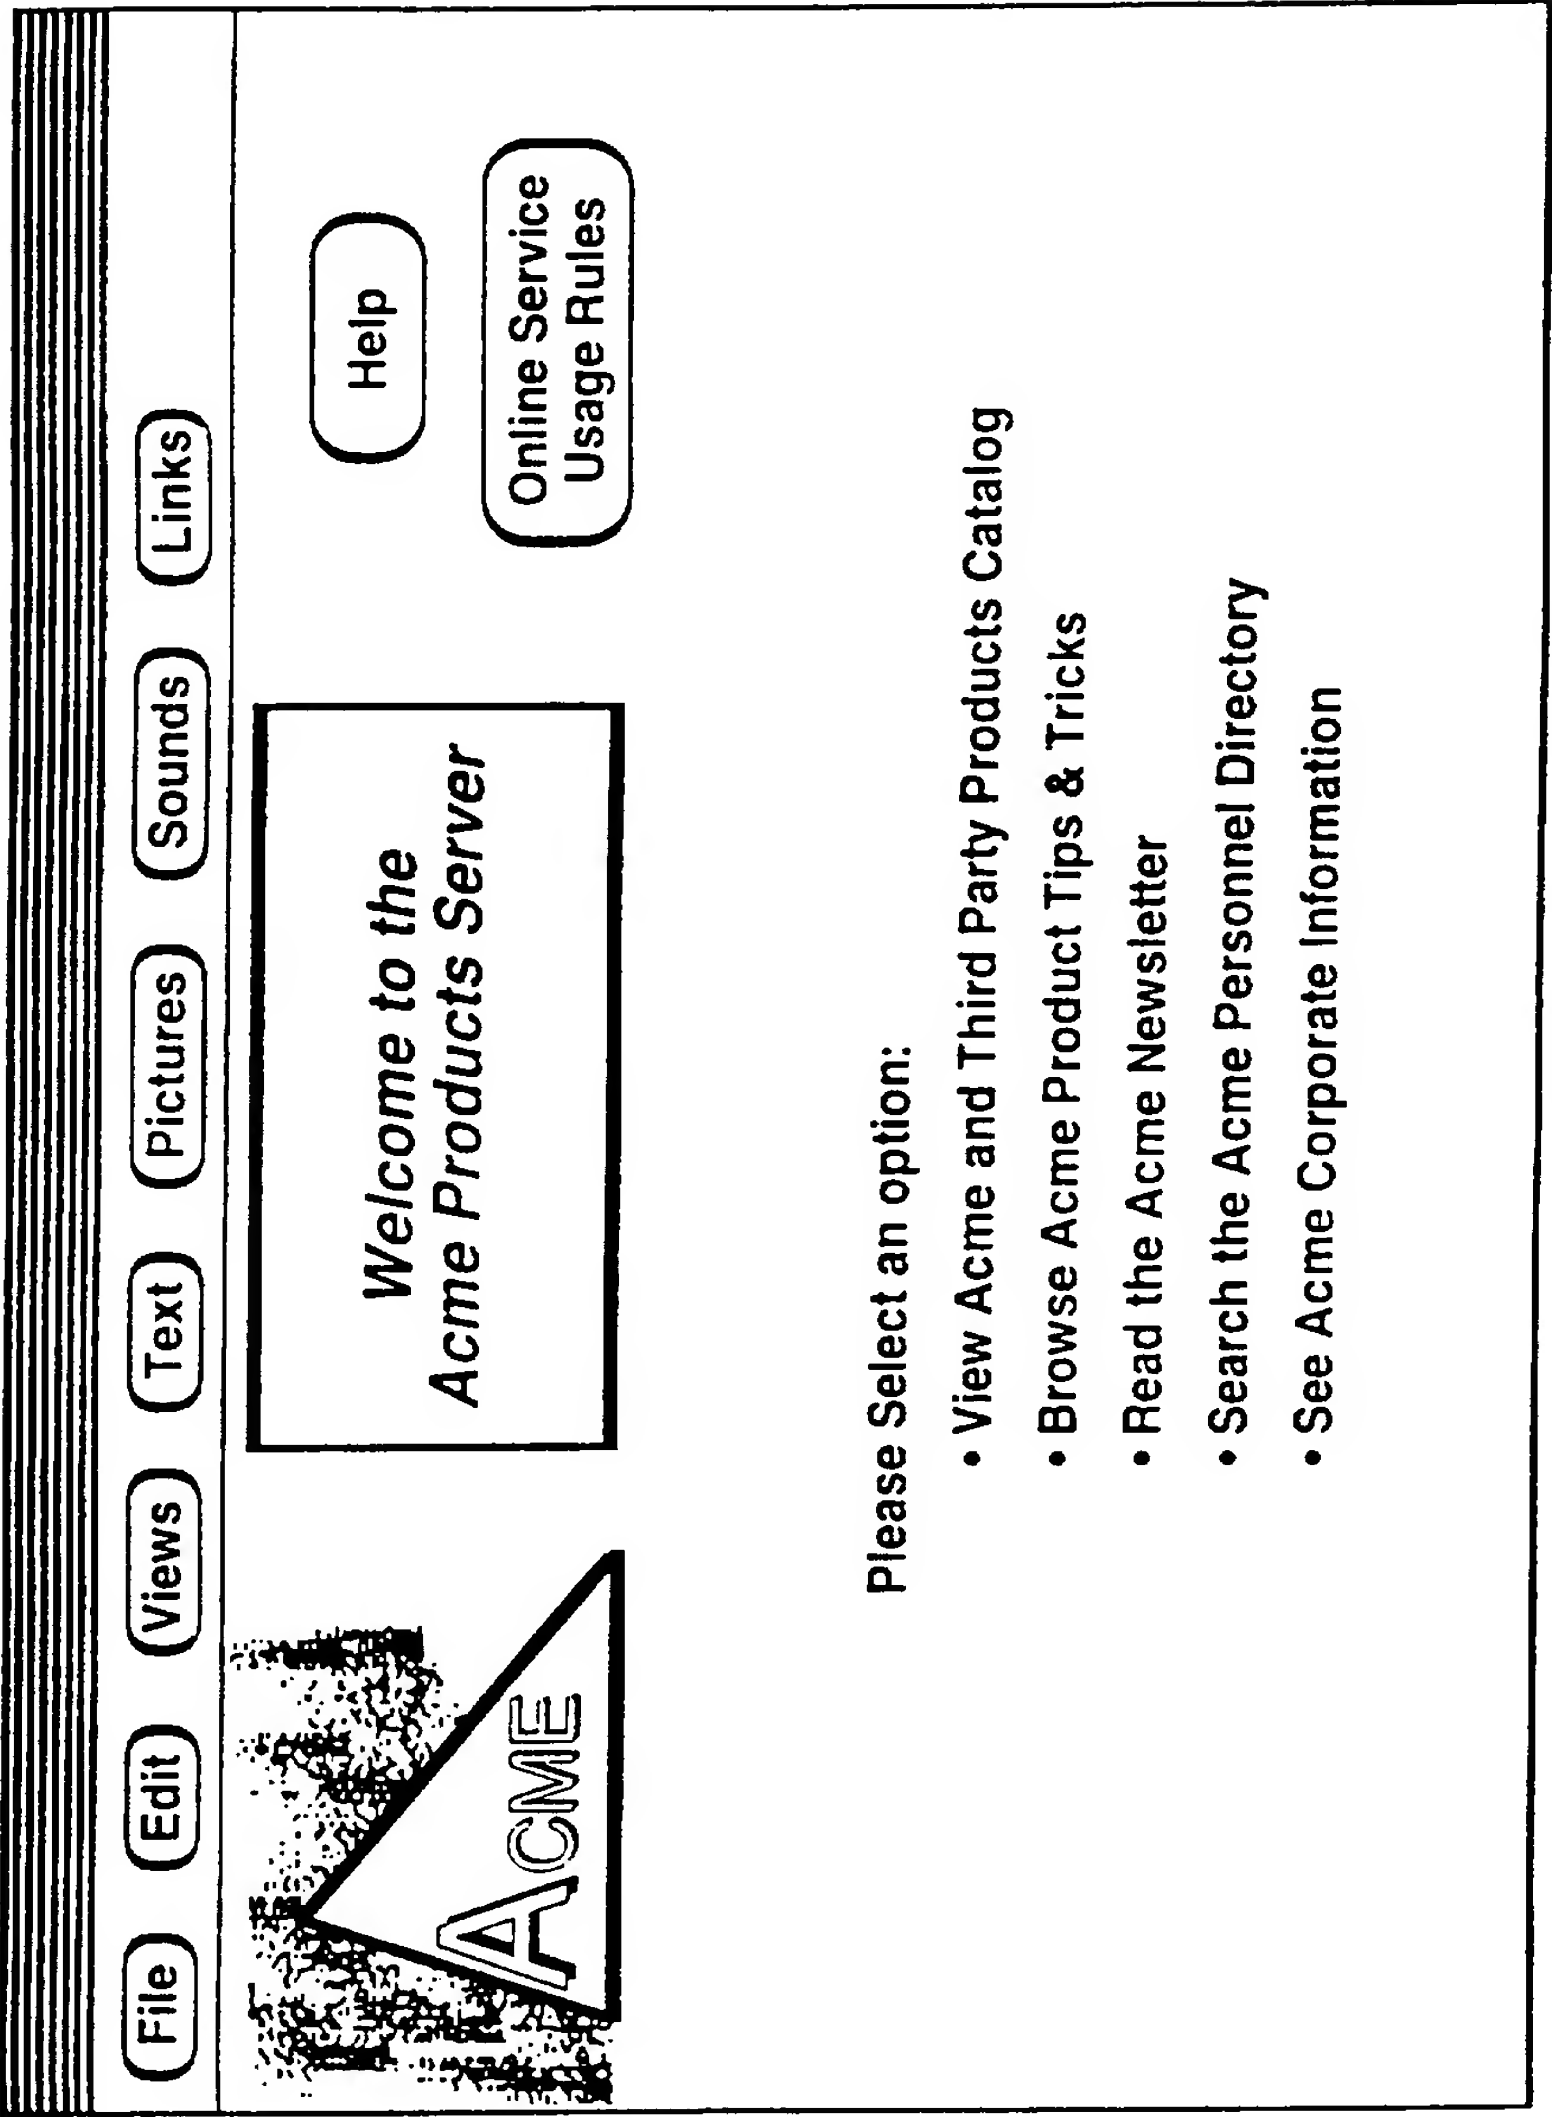 File Edit Views Text Pictures Sounds Links
ACME
Welcome to the
Acme Products Server
Help
Online Service
Usage Rules
Please Select an option:
• View Acme and Third Party Products Catalog
• Browse Acme Product Tips & Tricks
• Read the Acme Newsletter
• Search the Acme Personnel Directory
• See Acme Corporate Information